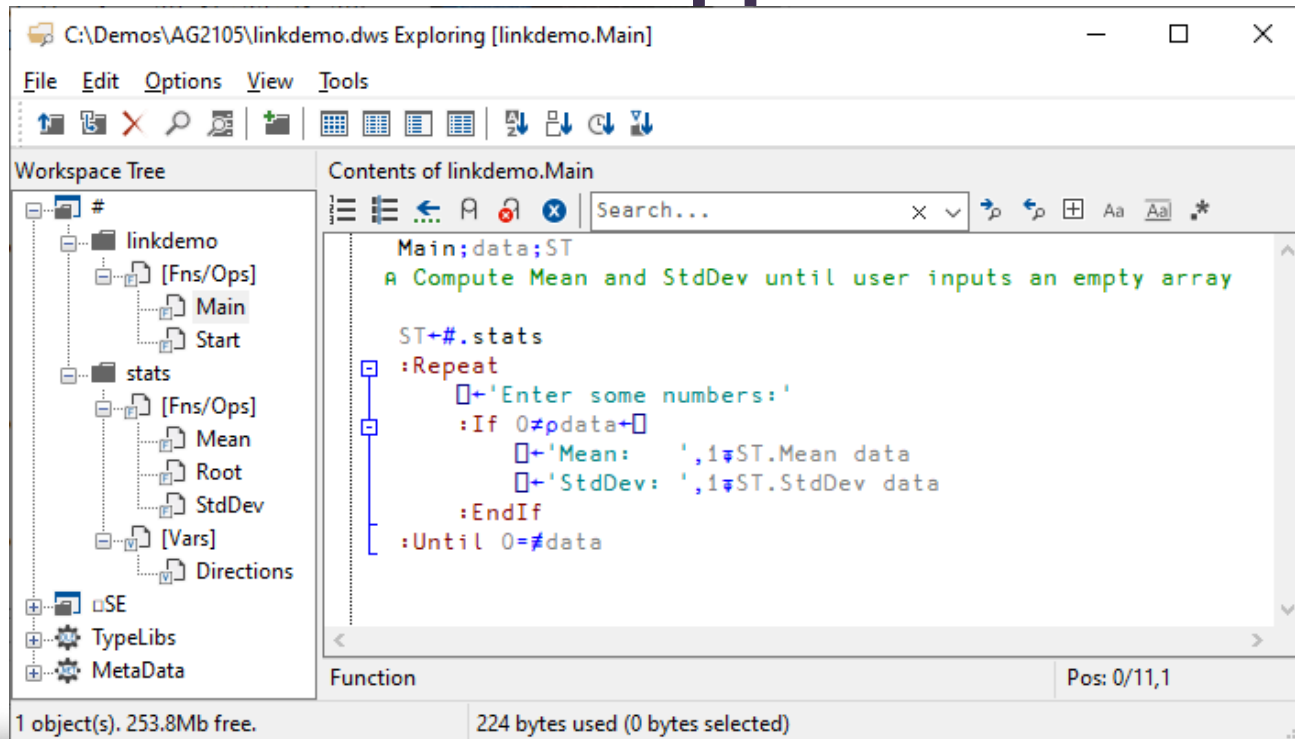 C:\Demos\AG2105\linkdemo.dws Exploring [linkdemo.Main]
File Edit Options View Tools
Workspace Tree
#
linkdemo
[Fns/Ops]
Main
Start
stats
[Fns/Ops]
Mean
Root
StdDev
[Vars]
Directions
⎕SE
TypeLibs
MetaData
Contents of linkdemo.Main
Search...
Main;data;ST
⍝ Compute Mean and StdDev until user inputs an empty array
ST←#.stats
:Repeat
⎕←'Enter some numbers:'
:If 0≠⍴data←⎕
⎕←'Mean:   ',1⍕ST.Mean data
⎕←'StdDev: ',1⍕ST.StdDev data
:EndIf
:Until 0=≢data
Function
Pos: 0/11,1
1 object(s). 253.8Mb free.
224 bytes used (0 bytes selected)